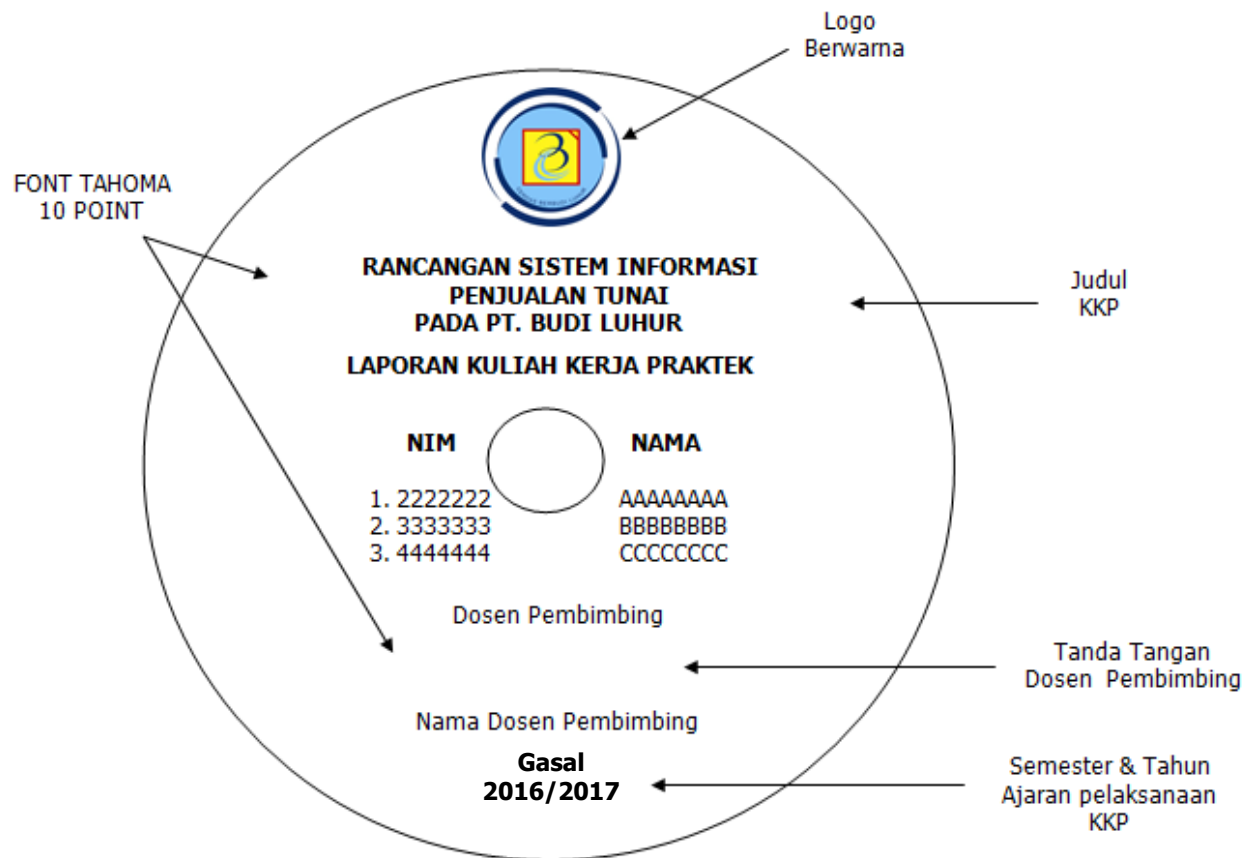 Logo
Berwarna
FONT TAHOMA
10 POINT
RANCANGAN SISTEM INFORMASI
PENJUALAN TUNAI
PADA PT. BUDI LUHUR
LAPORAN KULIAH KERJA PRAKTEK
Judul
KKP
NIM NAMA
1. 2222222 AAAAAAAA
2. 3333333 BBBBBBBB
3. 4444444 CCCCCCCC
Dosen Pembimbing
Tanda Tangan
Dosen Pembimbing
Nama Dosen Pembimbing
Gasal
2016/2017
Semester & Tahun
Ajaran pelaksanaan
KKP